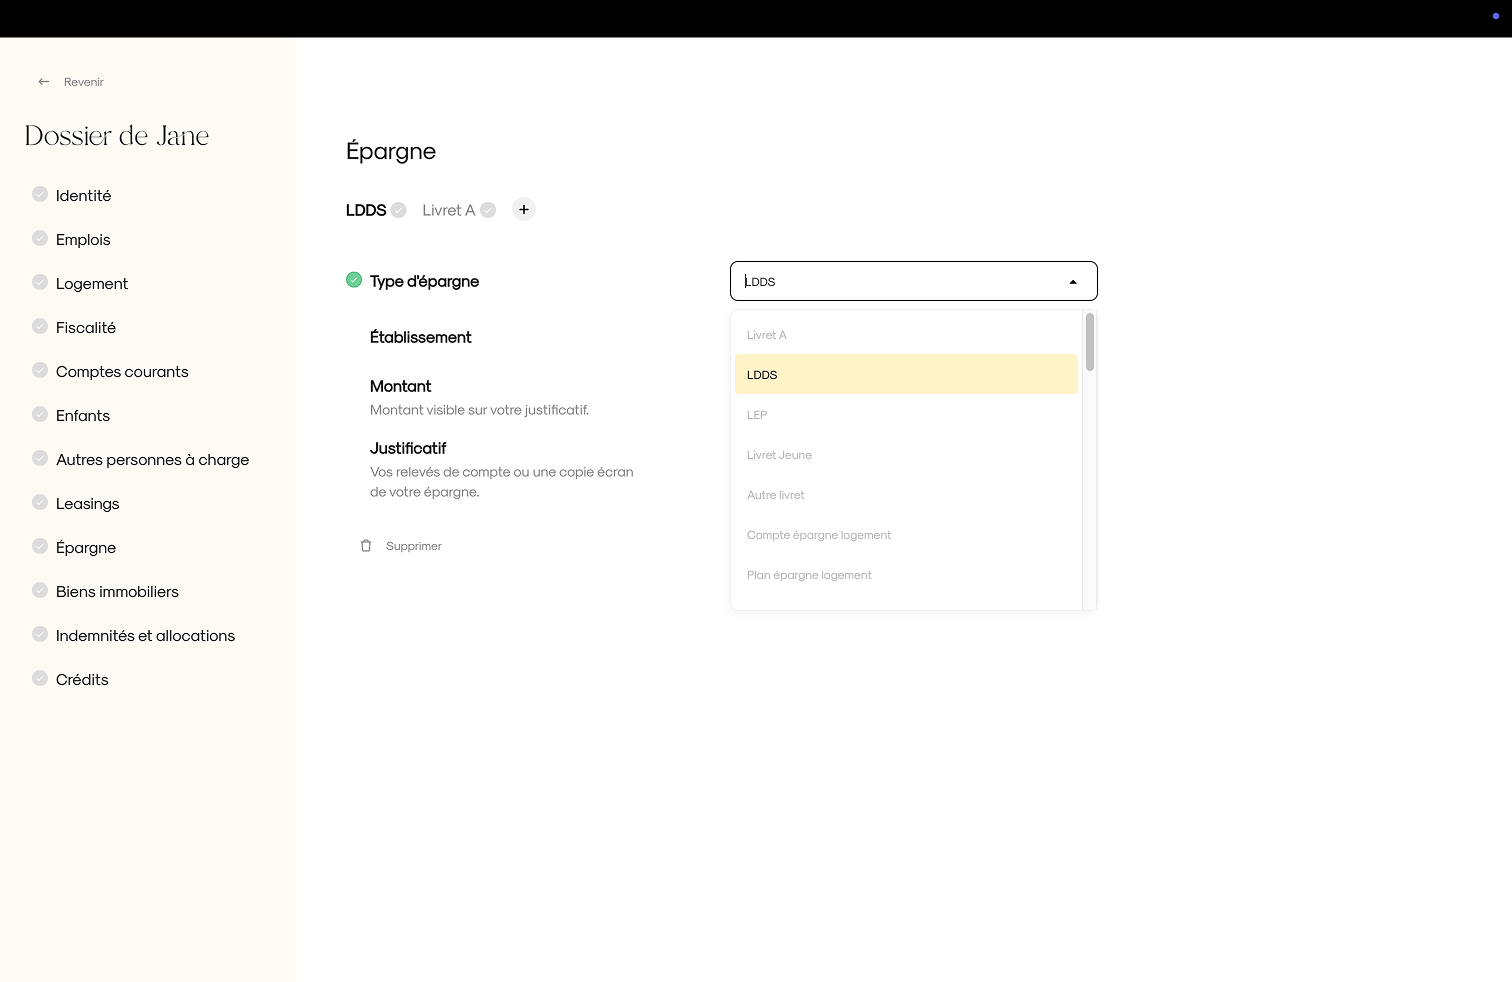 Revenir
Dossier de Jane
Identité
Emplois
Logement
Fiscalité
Comptes courants
Enfants
Autres personnes à charge
Leasings
Épargne
Biens immobiliers
Indemnités et allocations
Crédits
Épargne
LDDS Livret A +
Type d'épargne
LDDS
Établissement
Montant
Montant visible sur votre justificatif.
Justificatif
Vos relevés de compte ou une copie écran
de votre épargne.
Supprimer
Livret A
LDDS
LEP
Livret Jeune
Autre livret
Compte épargne logement
Plan épargne logement